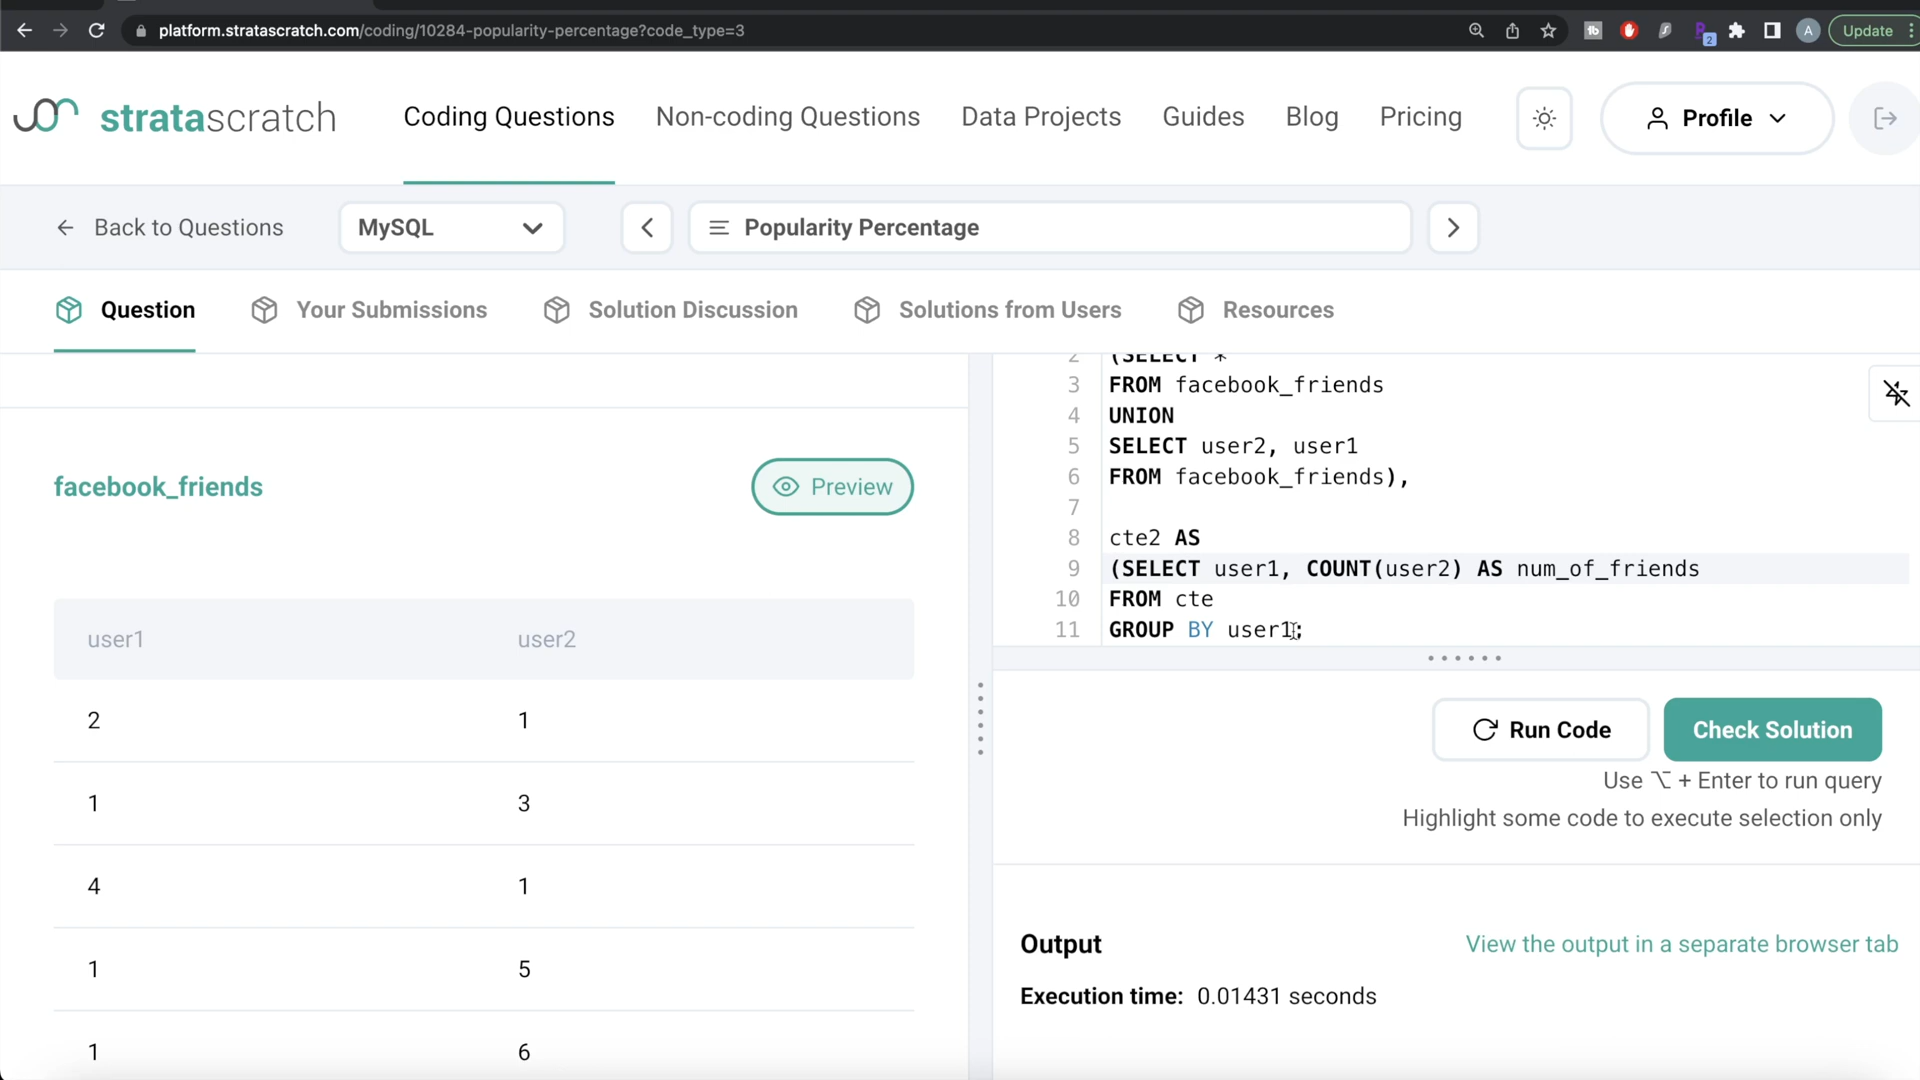 platform.stratascratch.com/coding/10284-popularity-percentage?code_type=3
2
A
Update
stratascratch
Coding Questions
Non-coding Questions
Data Projects
Guides
Blog
Pricing
Profile
Back to Questions
MySQL
Popularity Percentage
Question
Your Submissions
Solution Discussion
Solutions from Users
Resources
facebook_friends
Preview
user1 user2
2 1
1 3
4 1
1 5
1 6
2 (SELECT *
3 FROM facebook_friends
4 UNION
5 SELECT user2, user1
6 FROM facebook_friends),
7
8 cte2 AS
9 (SELECT user1, COUNT(user2) AS num_of_friends
10 FROM cte
11 GROUP BY user1;
Run Code
Check Solution
Use ⌥ + Enter to run query
Highlight some code to execute selection only
Output
View the output in a separate browser tab
Execution time: 0.01431 seconds